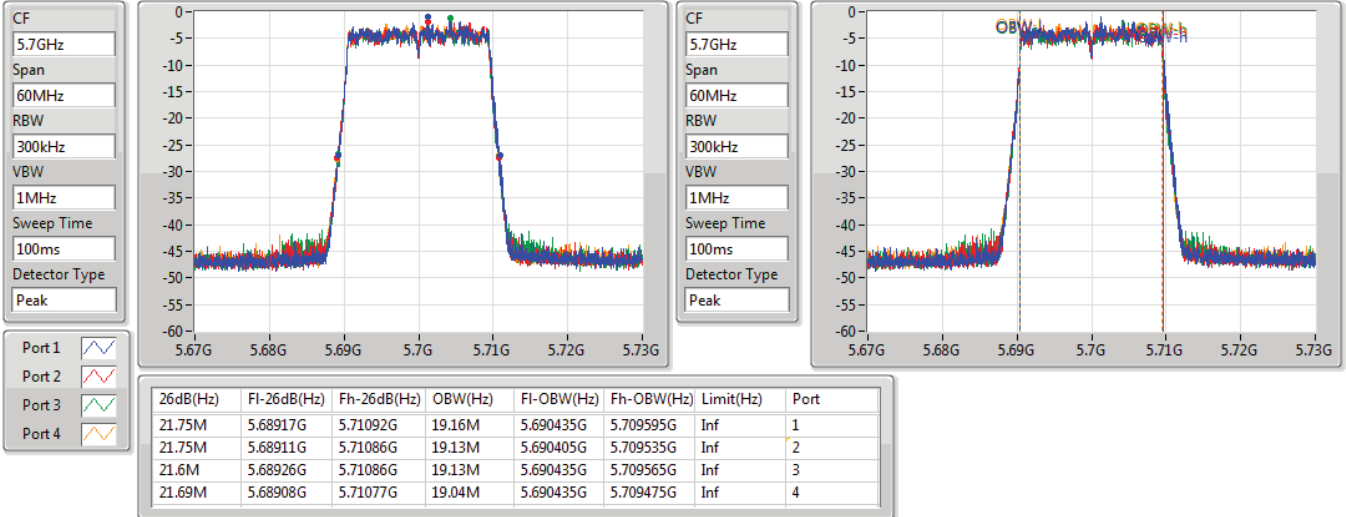 CF
5.7GHz
Span
60MHz
RBW
300kHz
VBW
1MHz
Sweep Time
100ms
Detector Type
Peak
0
-5
-10
-15
-20
-25
-30
-35
-40
-45
-50
-55
-60
5.67G 5.68G 5.69G 5.7G 5.71G 5.72G 5.73G
CF
5.7GHz
Span
60MHz
RBW
300kHz
VBW
1MHz
Sweep Time
100ms
Detector Type
Peak
0
-5
-10
-15
-20
-25
-30
-35
-40
-45
-50
-55
-60
OBW-l OBW-h
5.67G 5.68G 5.69G 5.7G 5.71G 5.72G 5.73G
Port 1
Port 2
Port 3
Port 4
26dB(Hz) Fl-26dB(Hz) Fh-26dB(Hz) OBW(Hz) Fl-OBW(Hz) Fh-OBW(Hz) Limit(Hz) Port
21.75M 5.68917G 5.71092G 19.16M 5.690435G 5.709595G Inf 1
21.75M 5.68911G 5.71086G 19.13M 5.690405G 5.709535G Inf 2
21.6M 5.68926G 5.71086G 19.13M 5.690435G 5.709565G Inf 3
21.69M 5.68908G 5.71077G 19.04M 5.690435G 5.709475G Inf 4